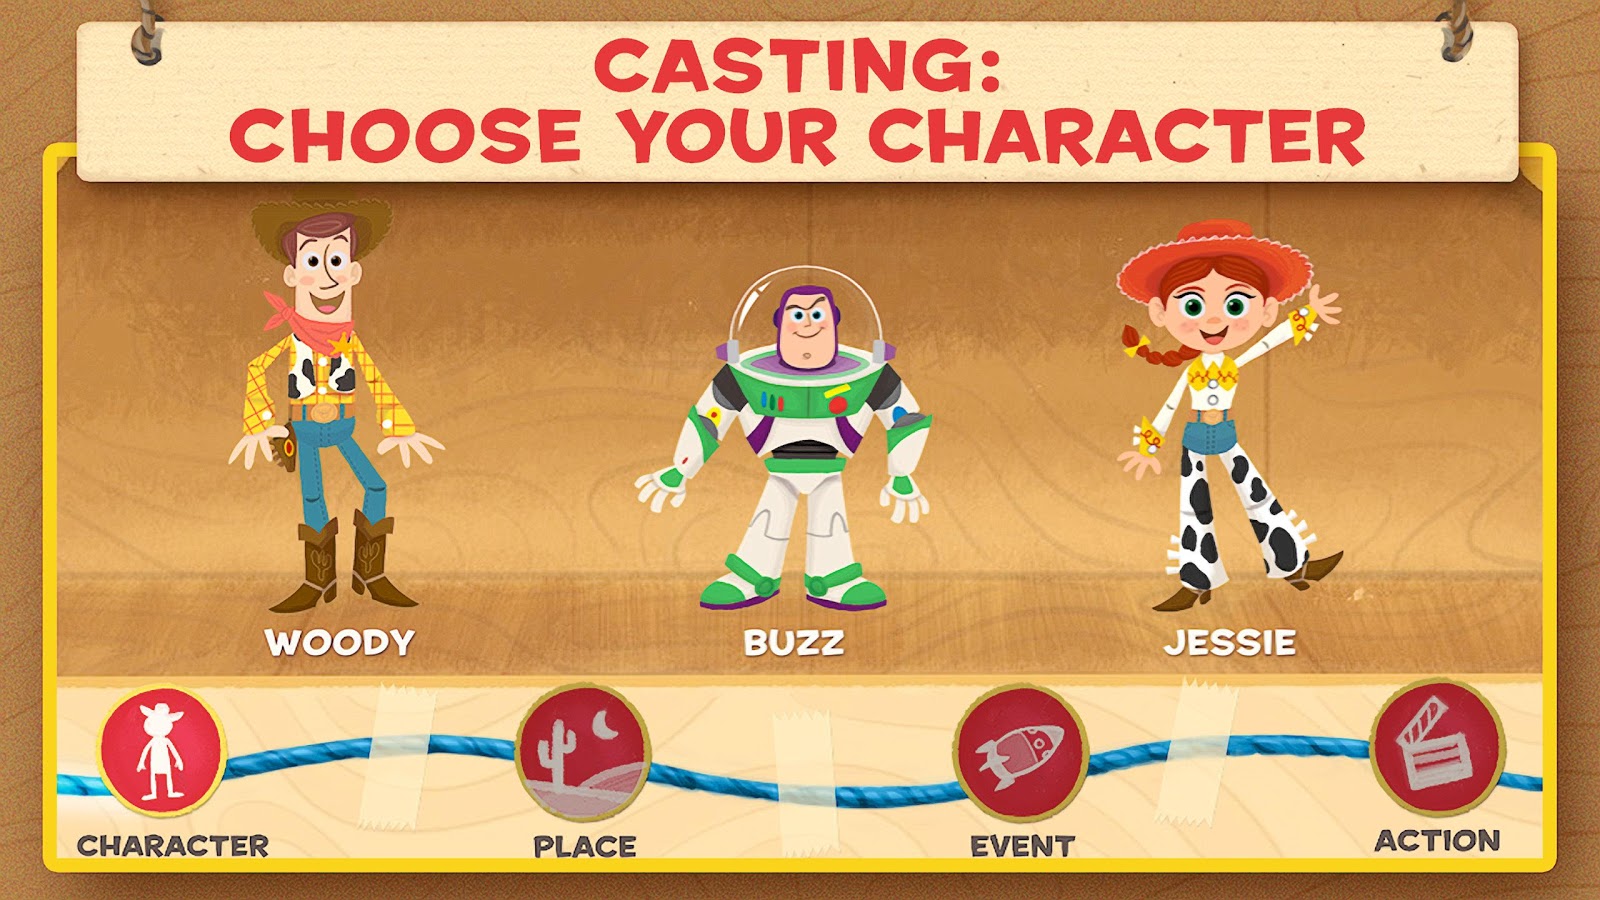 CASTING:
CHOOSE YOUR CHARACTER
WOODY
BUZZ
JESSIE
CHARACTER
PLACE
EVENT
ACTION